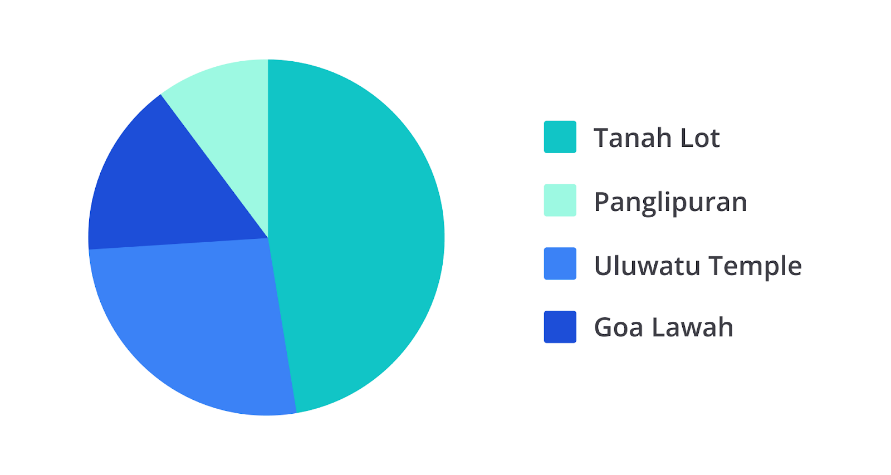 Tanah Lot
Panglipuran
Uluwatu Temple
Goa Lawah